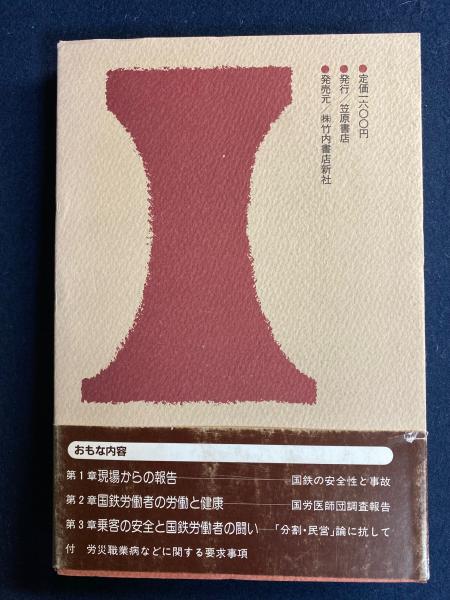 ●定価一六〇〇円
●発行／笠原書店
●発売元／㈱竹内書店新社
おもな内容
第1章現場からの報告――国鉄の安全性と事故
第2章国鉄労働者の労働と健康――国労医師団調査報告
第3章乗客の安全と国鉄労働者の闘い――「分割・民営」論に抗して
付　労災職業病などに関する要求事項